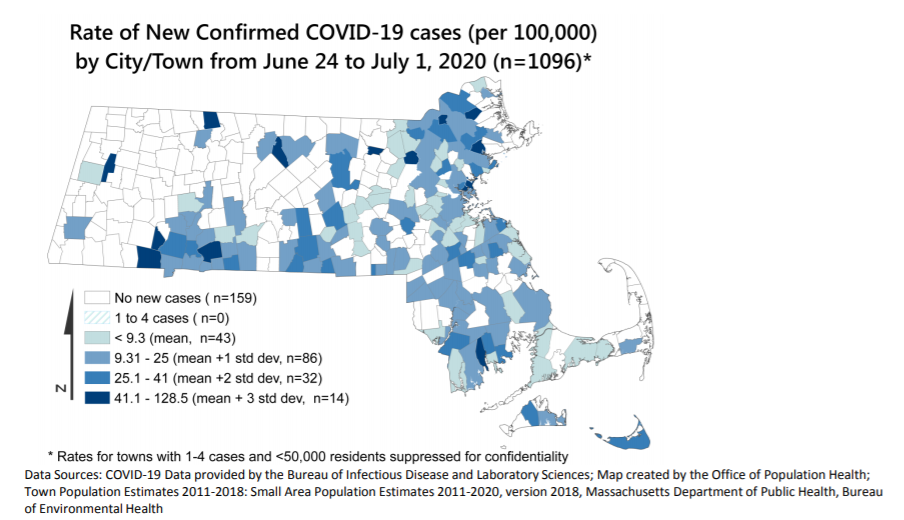 Rate of New Confirmed COVID-19 cases (per 100,000)
by City/Town from June 24 to July 1, 2020 (n=1096)*
No new cases ( n=159)
1 to 4 cases ( n=0)
< 9.3 (mean, n=43)
9.31 - 25 (mean +1 std dev, n=86)
25.1 - 41 (mean +2 std dev, n=32)
41.1 - 128.5 (mean + 3 std dev, n=14)
N
* Rates for towns with 1-4 cases and <50,000 residents suppressed for confidentiality
Data Sources: COVID-19 Data provided by the Bureau of Infectious Disease and Laboratory Sciences; Map created by the Office of Population Health;
Town Population Estimates 2011-2018: Small Area Population Estimates 2011-2020, version 2018, Massachusetts Department of Public Health, Bureau
of Environmental Health